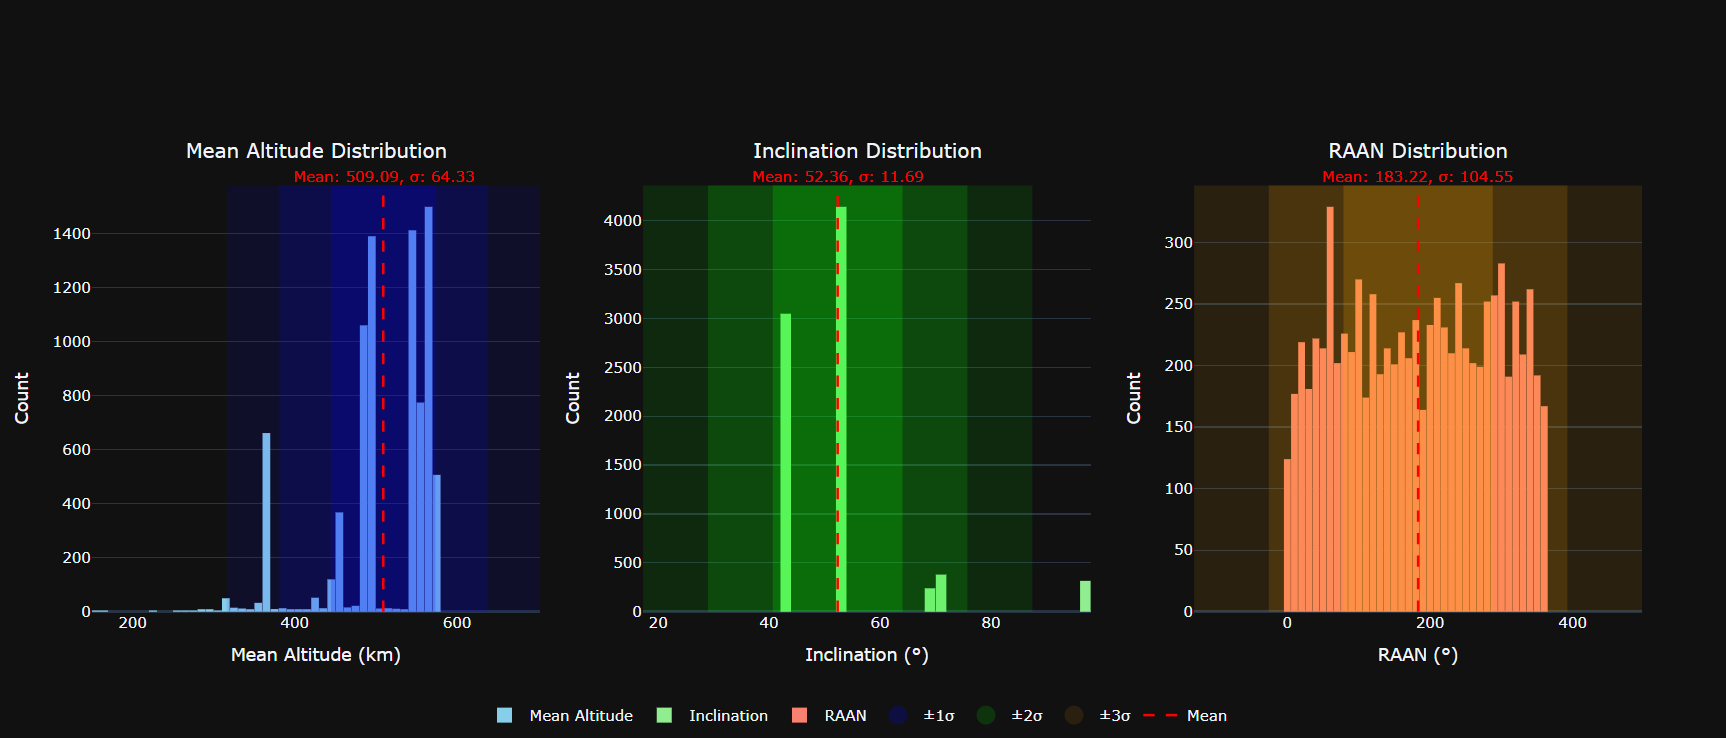 Mean Altitude Distribution
Mean: 509.09, σ: 64.33
1400
1200
1000
800
600
400
200
0
200
400
600
Count
Mean Altitude (km)
Inclination Distribution
Mean: 52.36, σ: 11.69
4000
3500
3000
2500
2000
1500
1000
500
0
20
40
60
80
Count
Inclination (°)
RAAN Distribution
Mean: 183.22, σ: 104.55
300
250
200
150
100
50
0
0
200
400
Count
RAAN (°)
Mean Altitude
Inclination
RAAN
±1σ
±2σ
±3σ
Mean